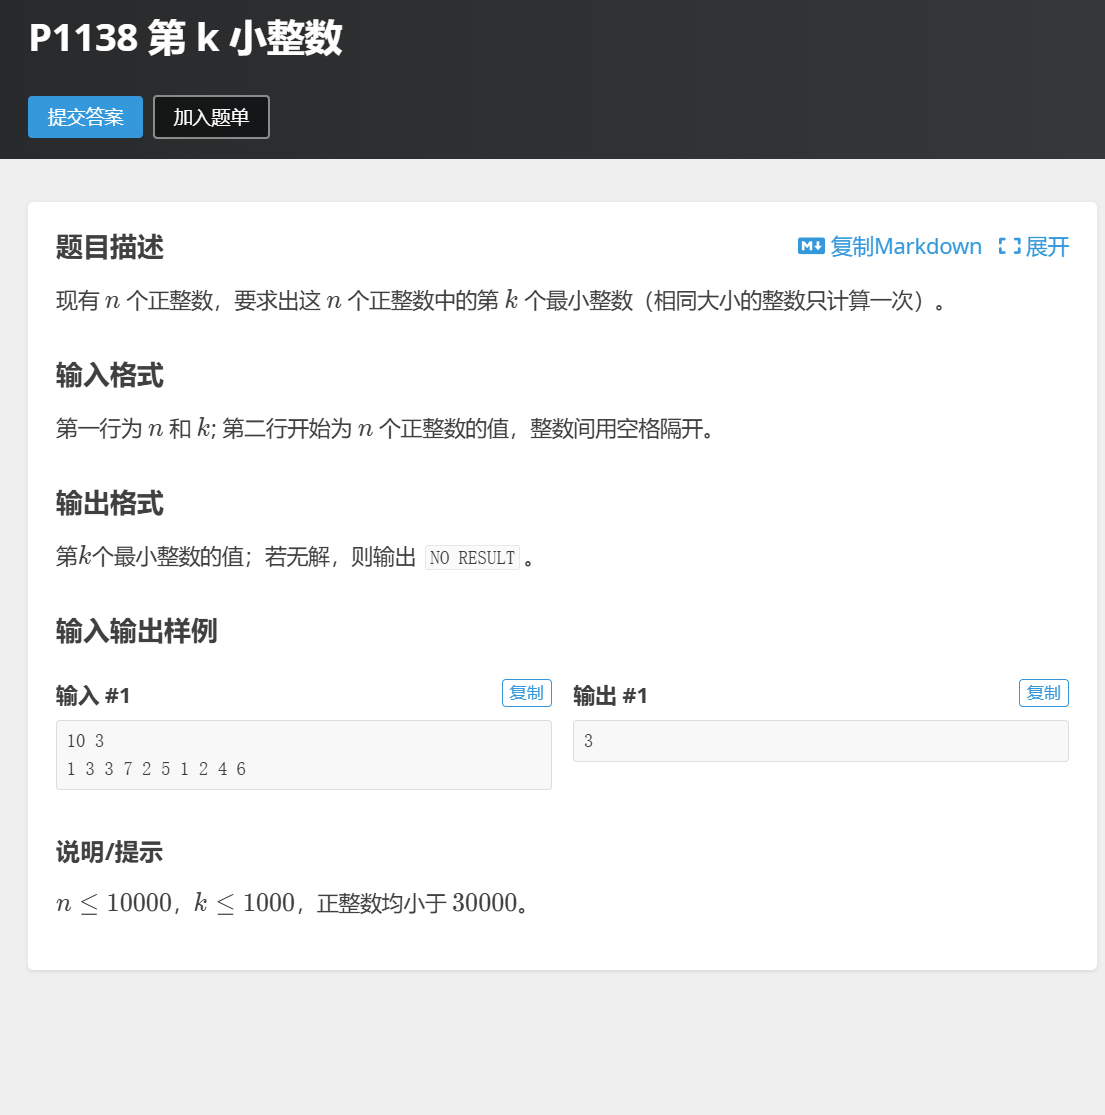 P1138 第 k 小整数
提交答案 加入题单
题目描述
复制Markdown 展开
现有 n 个正整数，要求出这 n 个正整数中的第 k 个最小整数（相同大小的整数只计算一次）。
输入格式
第一行为 n 和 k; 第二行开始为 n 个正整数的值，整数间用空格隔开。
输出格式
第k个最小整数的值；若无解，则输出 NO RESULT 。
输入输出样例
输入 #1 复制
10 3
1 3 3 7 2 5 1 2 4 6
输出 #1 复制
3
说明/提示
n ≤ 10000，k ≤ 1000，正整数均小于 30000。